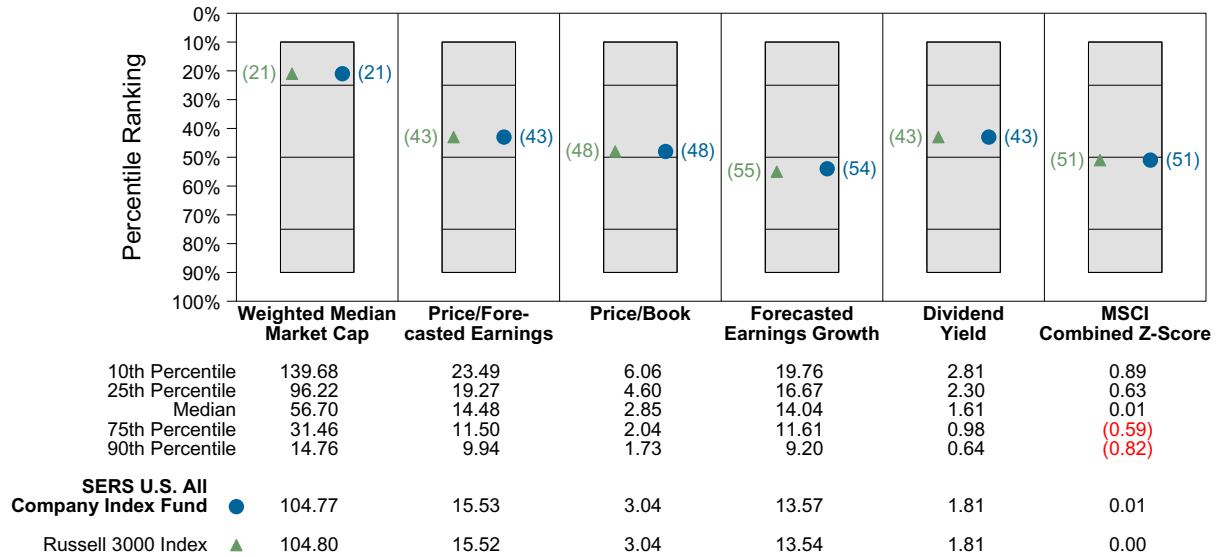 0%
10%
20%
30%
40%
50%
60%
70%
80%
90%
100%
Percentile Ranking
(21) (21)
(43) (43)
(48) (48)
(55) (54)
(43) (43)
(51) (51)
Weighted Median
Market Cap
Price/Fore-
casted Earnings
Price/Book
Forecasted
Earnings Growth
Dividend
Yield
MSCI
Combined Z-Score
10th Percentile 139.68 23.49 6.06 19.76 2.81 0.89
25th Percentile 96.22 19.27 4.60 16.67 2.30 0.63
Median 56.70 14.48 2.85 14.04 1.61 0.01
75th Percentile 31.46 11.50 2.04 11.61 0.98 (0.59)
90th Percentile 14.76 9.94 1.73 9.20 0.64 (0.82)
SERS U.S. All
Company Index Fund 104.77 15.53 3.04 13.57 1.81 0.01
Russell 3000 Index 104.80 15.52 3.04 13.54 1.81 0.00